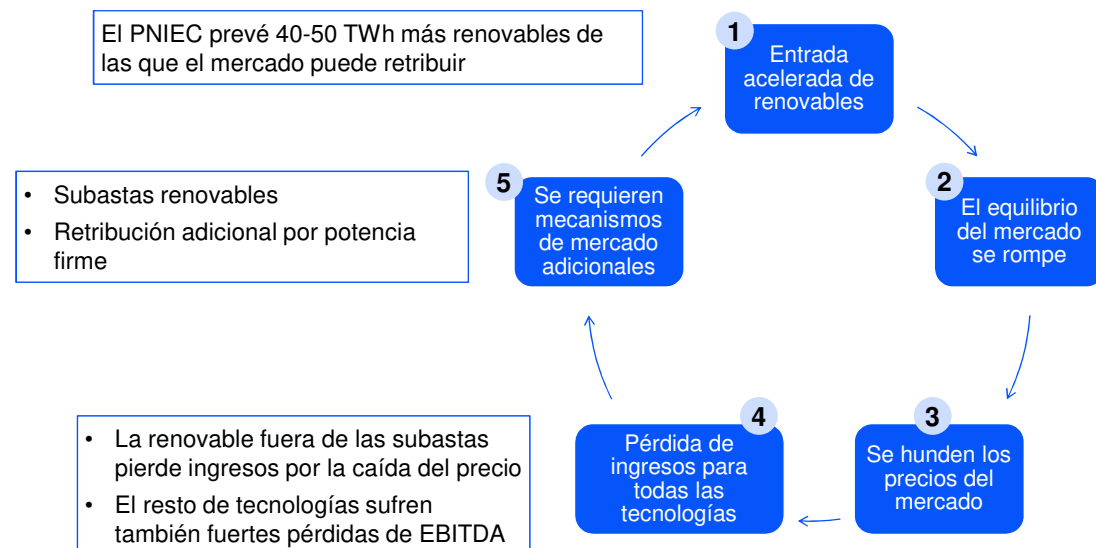 El PNIEC prevé 40-50 TWh más renovables de
las que el mercado puede retribuir
1
Entrada
acelerada de
renovables
2
El equilibrio
del mercado
se rompe
3
Se hunden los
precios del
mercado
4
Pérdida de
ingresos para
todas las
tecnologías
• La renovable fuera de las subastas
pierde ingresos por la caída del precio
• El resto de tecnologías sufren
también fuertes pérdidas de EBITDA
5
Se requieren
mecanismos
de mercado
adicionales
• Subastas renovables
• Retribución adicional por potencia
firme